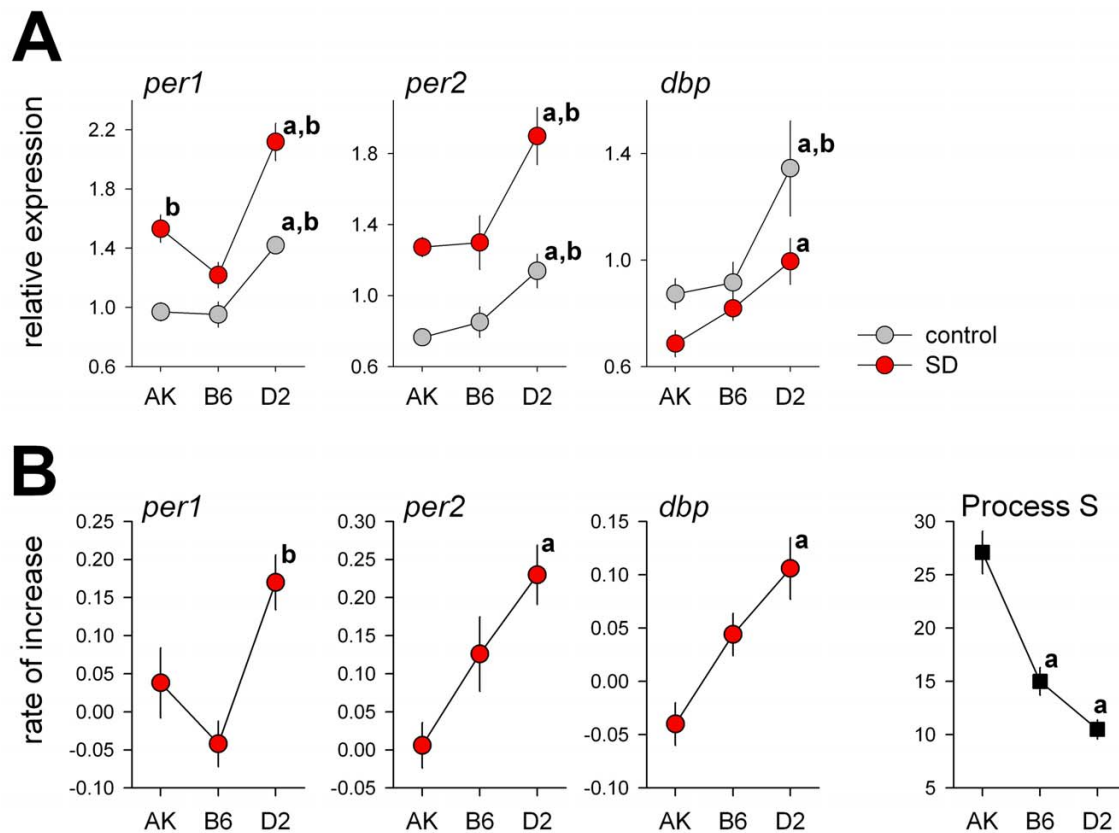 A
per1 per2 dbp
relative expression
2.2
1.8
1.4
1.0
0.6
b
a,b
a,b
AK B6 D2
1.8
1.4
1.0
0.6
a,b
a,b
AK B6 D2
1.4
1.0
0.6
a,b
a
AK B6 D2
control
SD
B
per1 per2 dbp Process S
rate of increase
0.25
0.20
0.15
0.10
0.05
0.00
-0.05
-0.10
b
AK B6 D2
0.30
0.25
0.20
0.15
0.10
0.05
0.00
-0.05
a
AK B6 D2
0.15
0.10
0.05
0.00
-0.05
-0.10
a
AK B6 D2
30
25
20
15
10
5
a
a
AK B6 D2